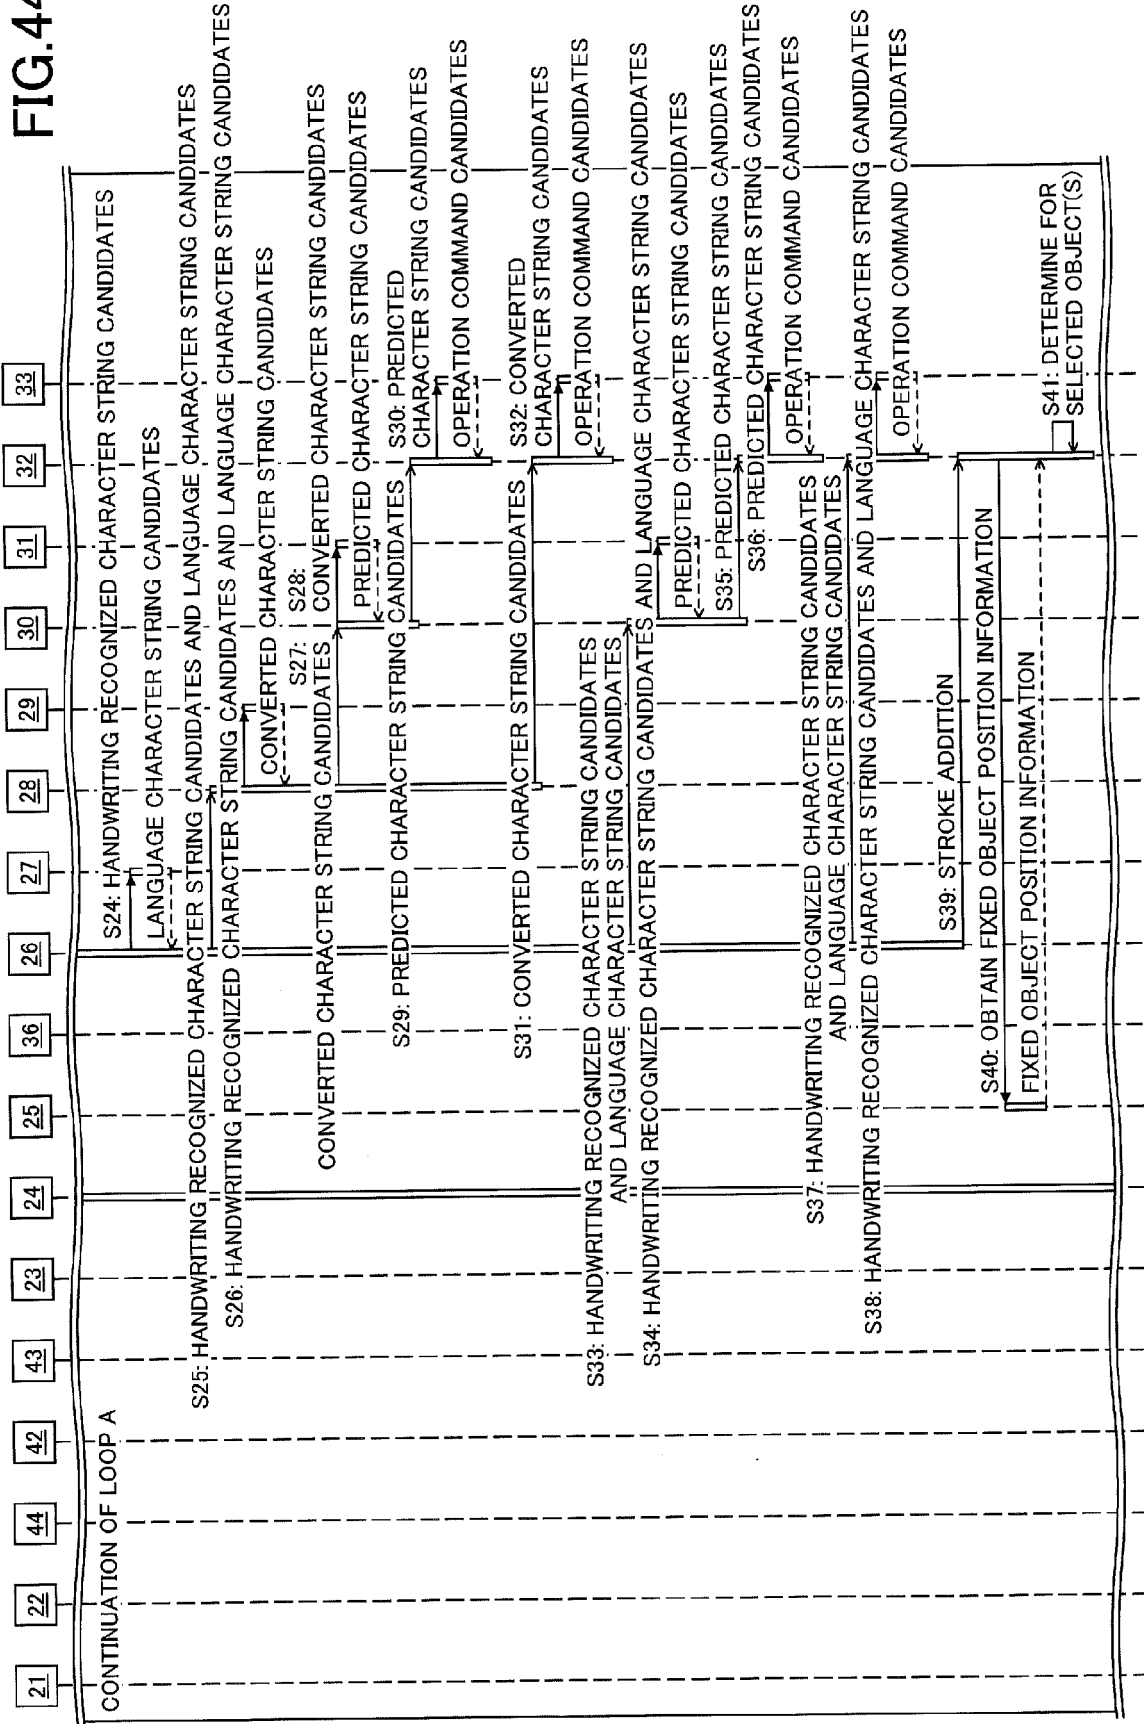 FIG.44
21
22
44
42
43
23
24
25
36
26
27
28
29
30
31
32
33
CONTINUATION OF LOOP A
S24: HANDWRITING RECOGNIZED CHARACTER STRING CANDIDATES
LANGUAGE CHARACTER STRING CANDIDATES
S25: HANDWRITING RECOGNIZED CHARACTER STRING CANDIDATES AND LANGUAGE CHARACTER STRING CANDIDATES
S26: HANDWRITING RECOGNIZED CHARACTER STRING CANDIDATES AND LANGUAGE CHARACTER STRING CANDIDATES
CONVERTED CHARACTER STRING CANDIDATES
S27:
CONVERTED CHARACTER STRING CANDIDATES
S28:
CONVERTED CHARACTER STRING CANDIDATES
PREDICTED CHARACTER STRING CANDIDATES
S29: PREDICTED CHARACTER STRING CANDIDATES
S30: PREDICTED
CHARACTER STRING CANDIDATES
OPERATION COMMAND CANDIDATES
S31: CONVERTED CHARACTER STRING CANDIDATES
S32: CONVERTED
CHARACTER STRING CANDIDATES
OPERATION COMMAND CANDIDATES
S33: HANDWRITING RECOGNIZED CHARACTER STRING CANDIDATES
AND LANGUAGE CHARACTER STRING CANDIDATES
S34: HANDWRITING RECOGNIZED CHARACTER STRING CANDIDATES AND LANGUAGE CHARACTER STRING CANDIDATES
PREDICTED CHARACTER STRING CANDIDATES
S35: PREDICTED CHARACTER STRING CANDIDATES
S36: PREDICTED CHARACTER STRING CANDIDATES
OPERATION COMMAND CANDIDATES
S37: HANDWRITING RECOGNIZED CHARACTER STRING CANDIDATES
AND LANGUAGE CHARACTER STRING CANDIDATES
S38: HANDWRITING RECOGNIZED CHARACTER STRING CANDIDATES AND LANGUAGE CHARACTER STRING CANDIDATES
OPERATION COMMAND CANDIDATES
S39: STROKE ADDITION
S40: OBTAIN FIXED OBJECT POSITION INFORMATION
FIXED OBJECT POSITION INFORMATION
S41: DETERMINE FOR
SELECTED OBJECT(S)